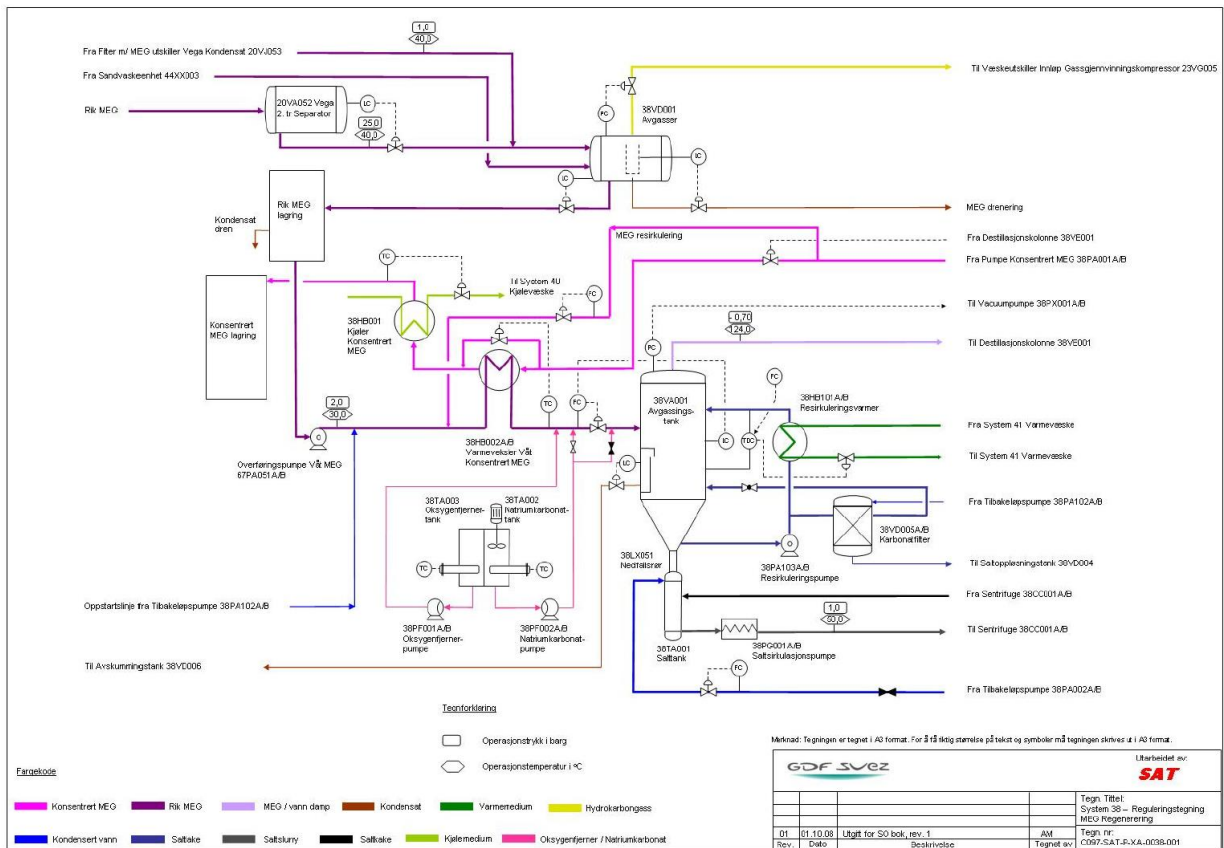 1,0
40,0
Fra Filter m/ MEG utskiller Vega Kondensat 20VJ053
Fra Sandvaskeenhet 44XX003
Rik MEG
20VA052 Vega
2. tr Separator
LC
25,0
40,0
PC
38VD001
Avgasser
LC
LC
Til Væskeutskiller Innløp Gassgjennvinningskompressor 23VG005
MEG drenering
Rik MEG
lagring
Kondensat
dren
MEG resirkulering
Fra Destillasjonskolonne 38VE001
Fra Pumpe Konsentrert MEG 38PA001A/B
TC
Til System 40
Kjølevæske
FC
Til Vacuumpumpe 38PX001A/B
- 0,70
124,0
Konsentrert
MEG lagring
38HB001
Kjøler
Konsentrert
MEG
PC
Til Destillasjonskolonne 38VE001
38VA001
Avgassings-
tank
FC
38HB101A/B
Resirkuleringsvarmer
2,0
30,0
TC
FC
LC
TDC
Fra System 41 Varmevæske
Til System 41 Varmevæske
Overføringspumpe Våt MEG
67PA051A/B
38HB002A/B
Varmeveksler Våt
Konsentrert MEG
LC
38TA003
Oksygenfjerner-
tank
38TA002
Natriumkarbonat-
tank
Fra Tilbakeløpspumpe 38PA102A/B
38VD005A/B
Karbonatfilter
38LX051
Nedfallsrør
38PA103A/B
Resirkuleringspumpe
Til Saltoppløsningstank 38VD004
TC
TC
Oppstartslinje fra Tilbakeløpspumpe 38PA102A/B
38PF001A/B
Oksygenfjerner-
pumpe
38PF002A/B
Natriumkarbonat-
pumpe
Fra Sentrifuge 38CC001A/B
1,0
50,0
Til Sentrifuge 38CC001A/B
38TA001
Salttank
38PG001A/B
Saltsirkulasjonspumpe
Til Avskummingstank 38VD006
FC
Fra Tilbakeløpspumpe 38PA002A/B
Tegnforklaring
Operasjonstrykk i barg
Operasjonstemperatur i ºC
Merknad: Tegningen er tegnet i A3 format. For å få riktig størrelse på tekst og symboler må tegningen skrives ut i A3 format.
Fargekode
Konsentrert MEG
Rik MEG
MEG / vann damp
Kondensat
Varmemedium
Hydrokarbongass
Kondensert vann
Saltlake
Saltslurry
Saltkake
Kjølemedium
Oksygenfjerner / Natriumkarbonat
GDF SUEZ
Utarbeidet av:
SAT
Tegn. Tittel:
System 38 – Reguleringstegning
MEG Regenerering
01 01.10.08 Utgitt for SO bok, rev. 1 AM
Tegn. nr:
C097-SAT-P-XA-0038-001
Rev. Dato Beskrivelse Tegnet av